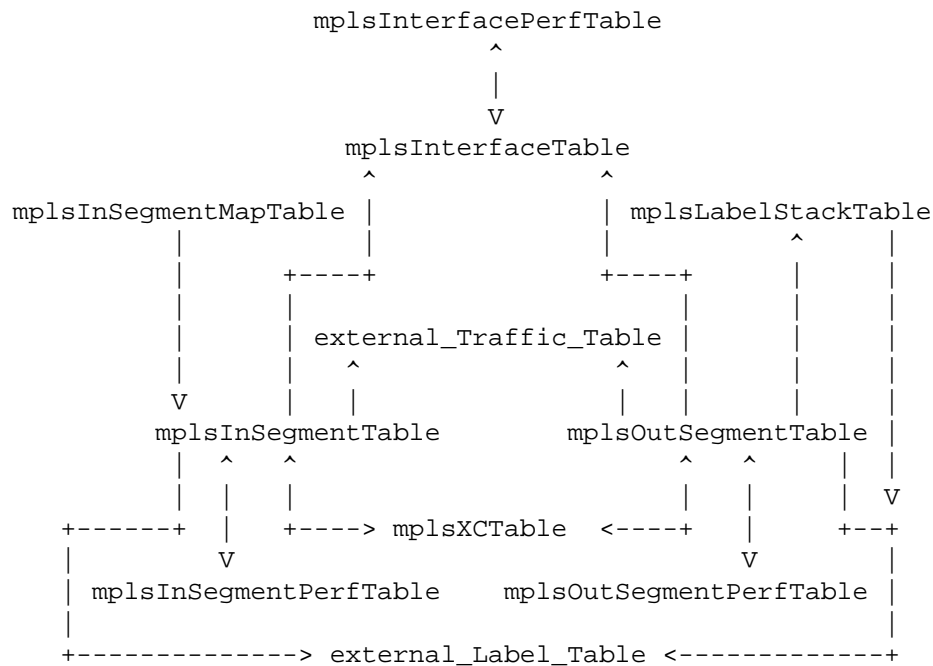 mplsInterfacePerfTable
mplsInterfaceTable
mplsInSegmentMapTable mplsLabelStackTable
external_Traffic_Table
mplsInSegmentTable mplsOutSegmentTable
mplsXCTable
mplsInSegmentPerfTable mplsOutSegmentPerfTable
external_Label_Table